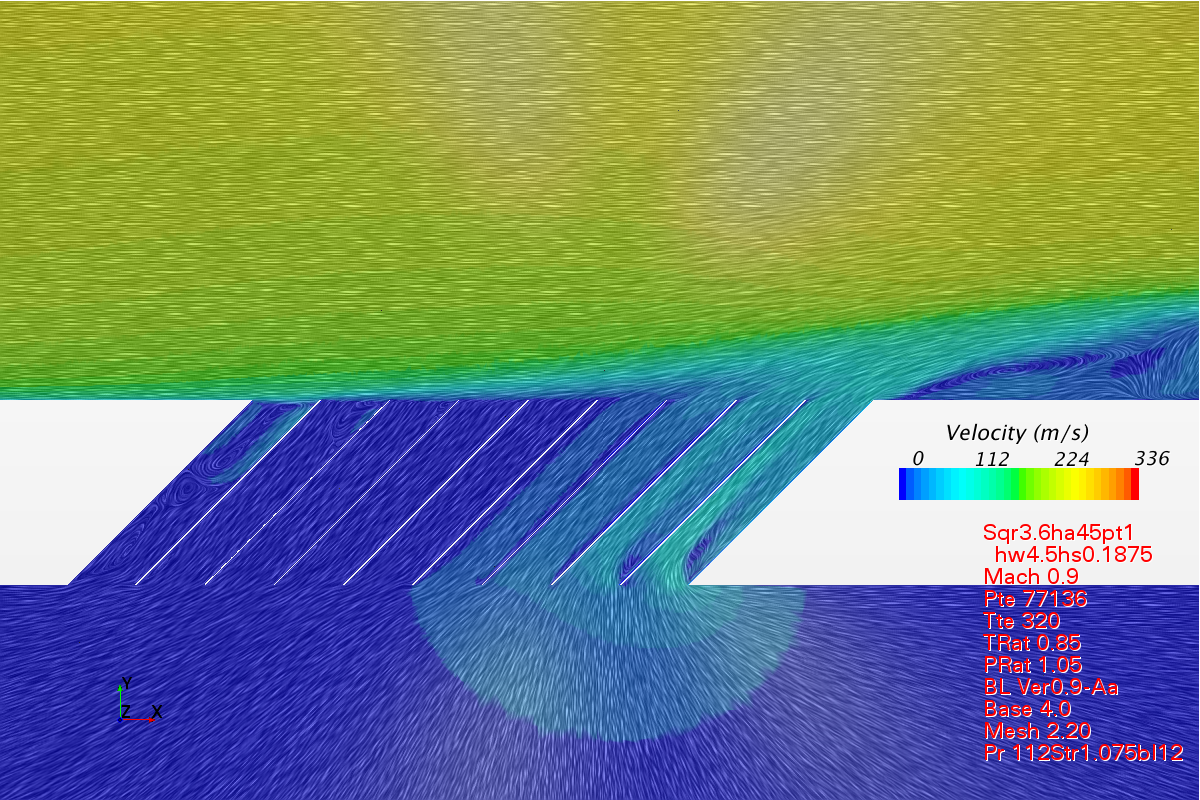 Velocity (m/s)
0 112 224 336
Sqr3.6ha45pt1
hw4.5hs0.1875
Mach 0.9
Pte 77136
Tte 320
TRat 0.85
PRat 1.05
BL Ver0.9-Aa
Base 4.0
Mesh 2.20
Pr 112Str1.075bl12
Y
Z X